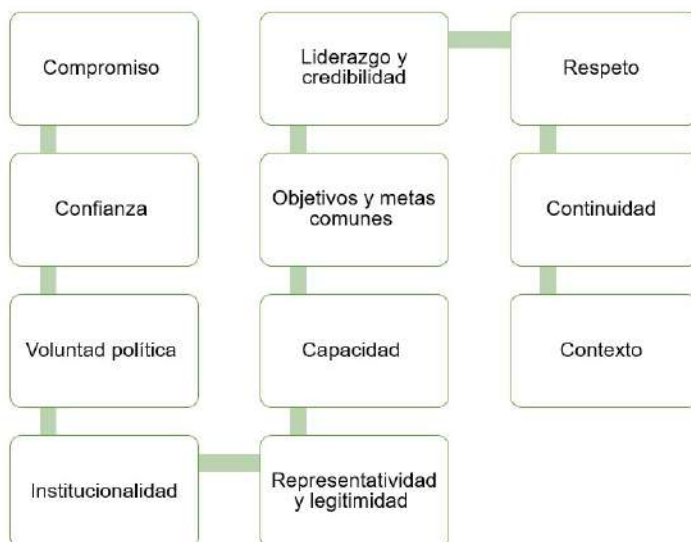 Compromiso
Confianza
Voluntad política
Institucionalidad
Representatividad
y legitimidad
Capacidad
Objetivos y metas
comunes
Liderazgo y
credibilidad
Respeto
Continuidad
Contexto